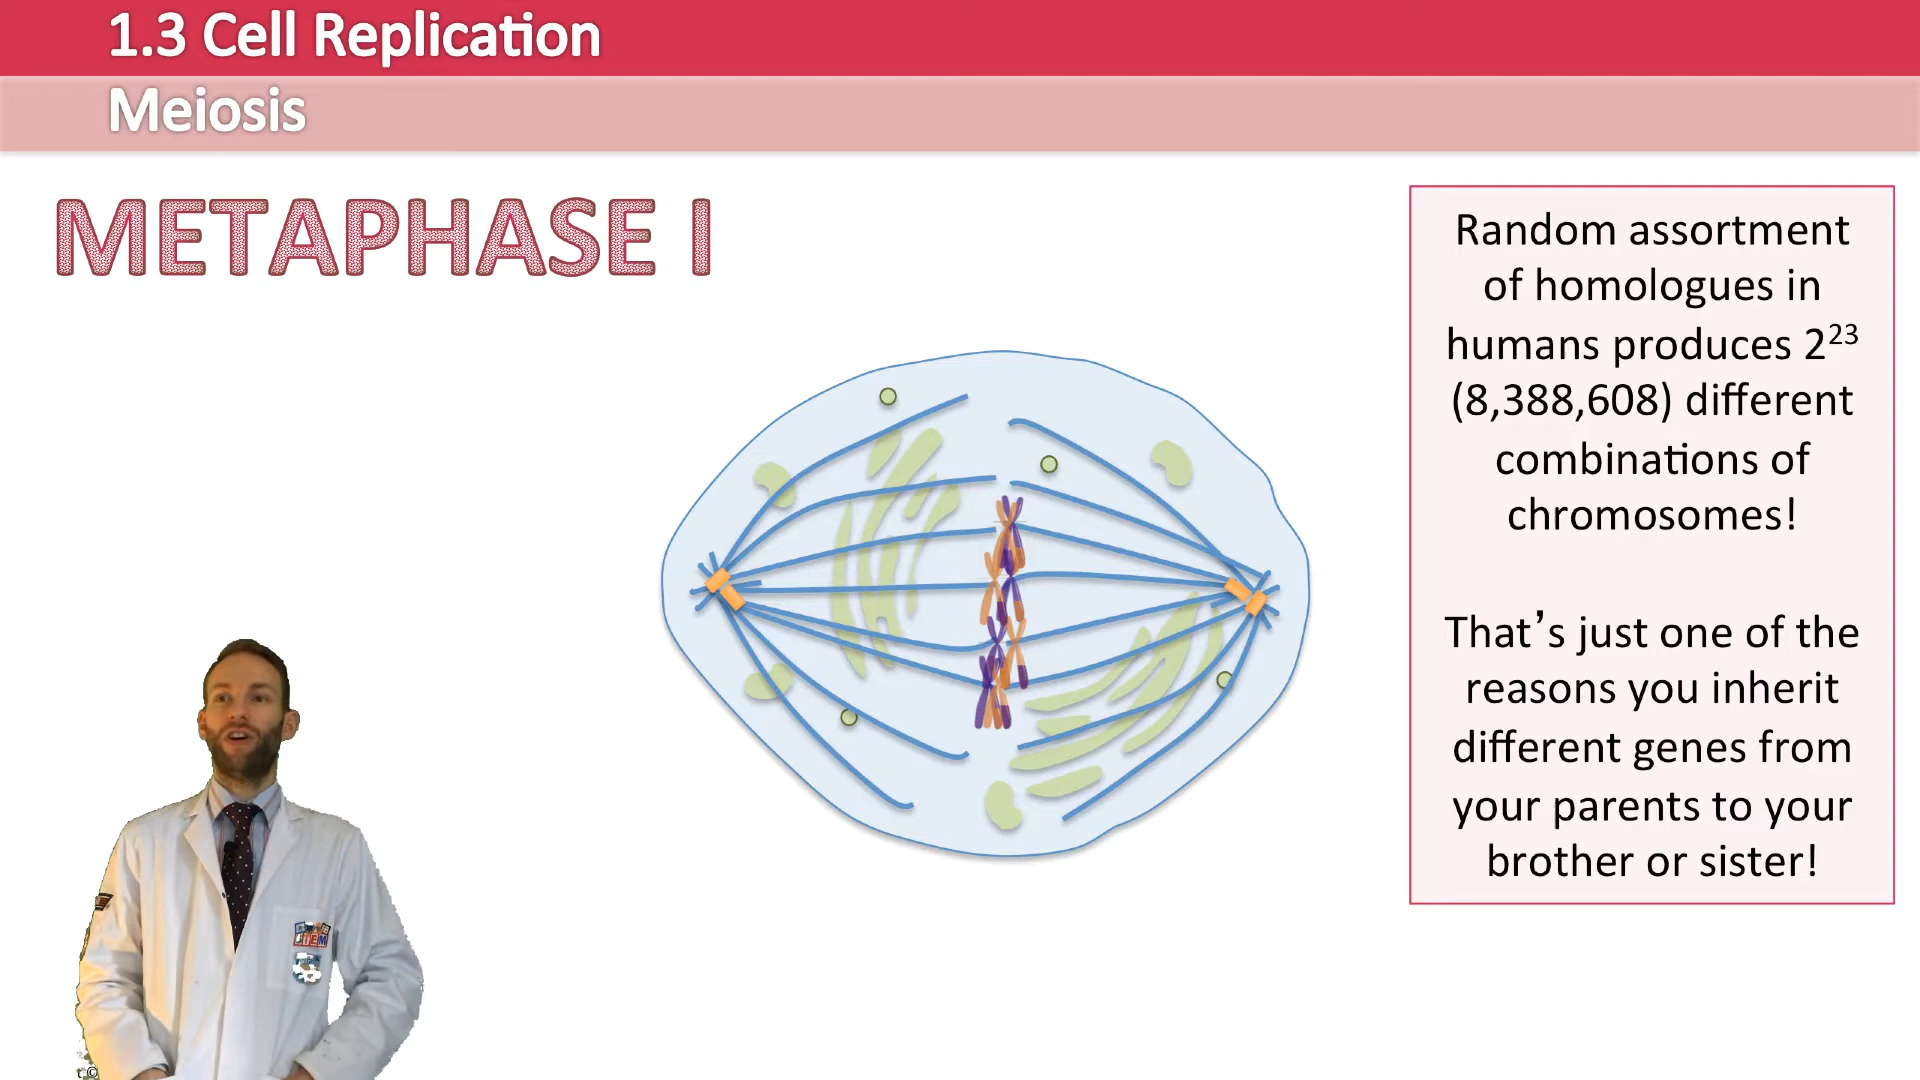 1.3 Cell Replication
Meiosis
METAPHASE I
Random assortment
of homologues in
humans produces 2²³
(8,388,608) different
combinations of
chromosomes!
That’s just one of the
reasons you inherit
different genes from
your parents to your
brother or sister!
STEM
t ©